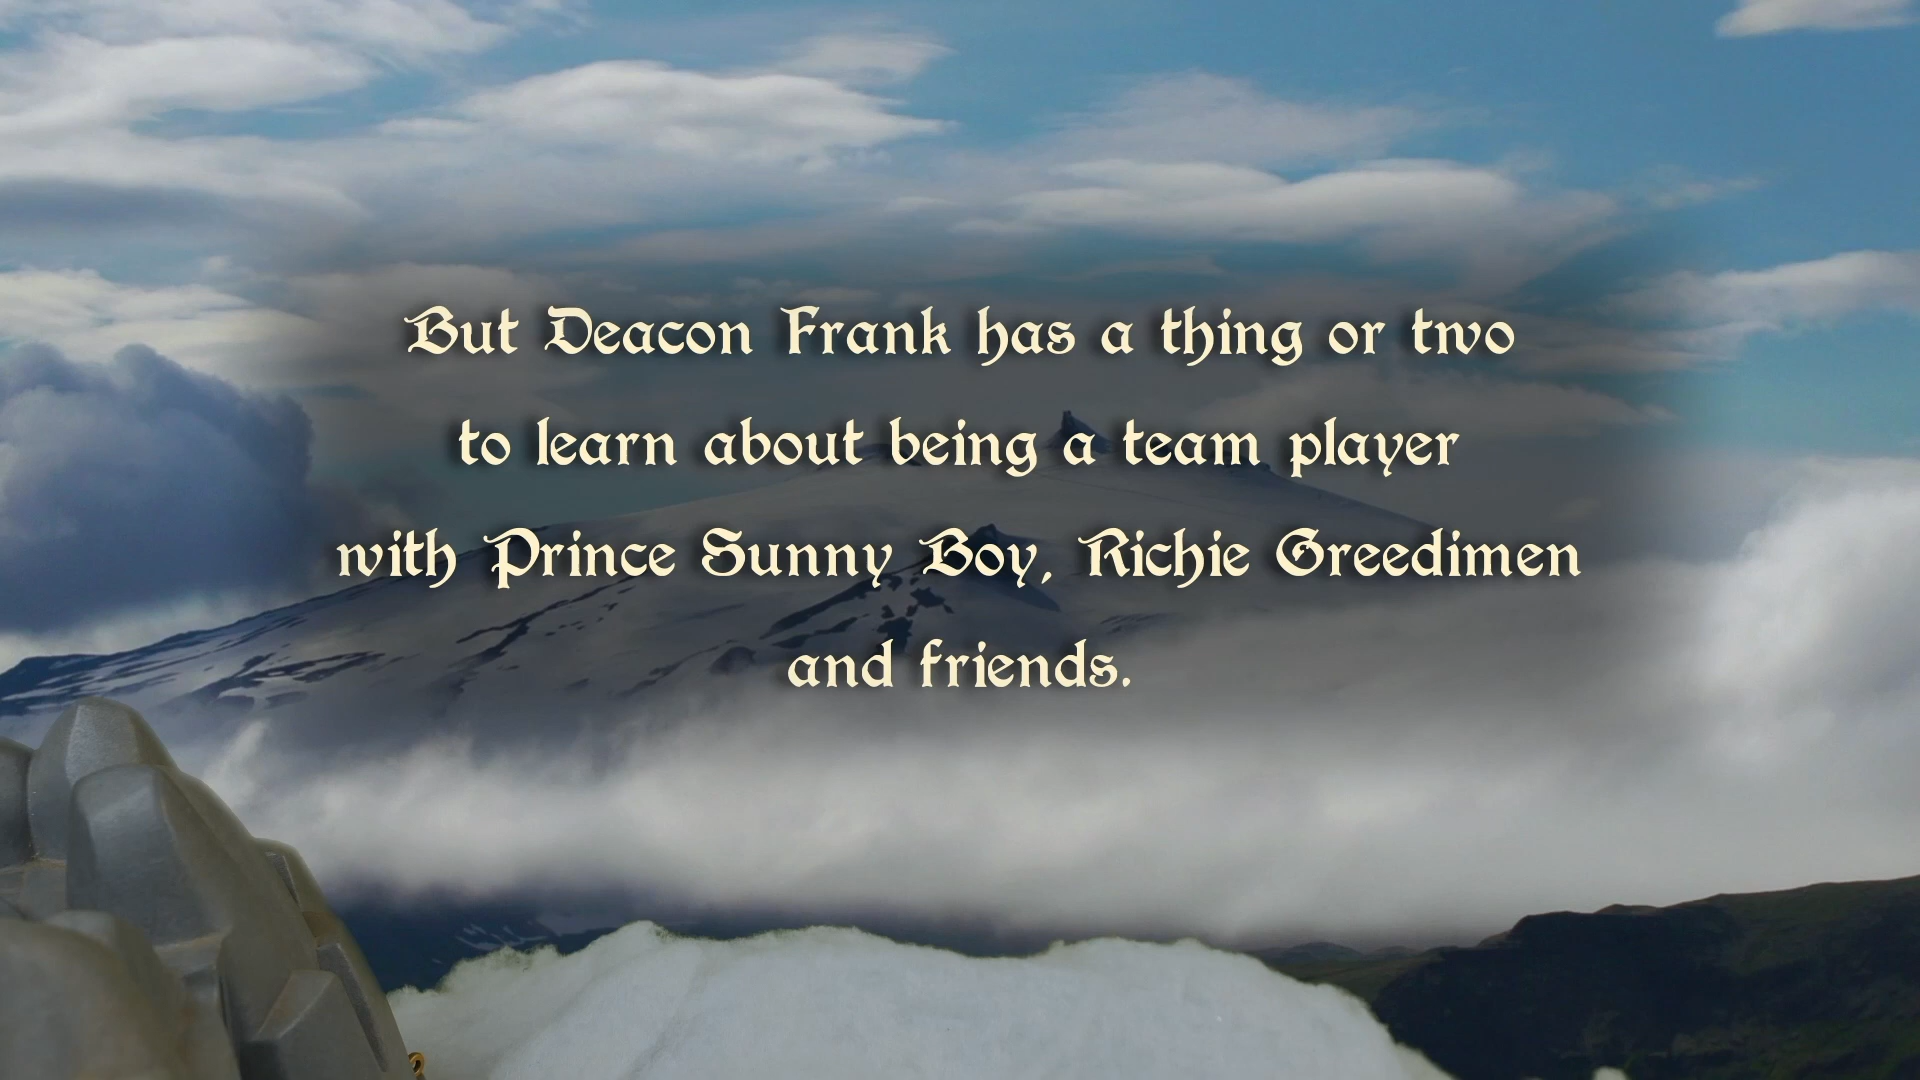 But Deacon Frank has a thing or two
to learn about being a team player
with Prince Sunny Boy, Richie Greedimen
and friends.